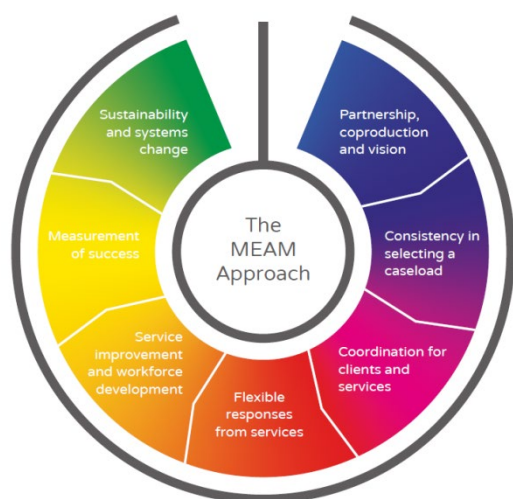 The
MEAM
Approach
Partnership,
coproduction
and vision
Consistency in
selecting a
caseload
Coordination for
clients and
services
Flexible
responses
from services
Service
improvement
and workforce
development
Measurement
of success
Sustainability
and systems
change